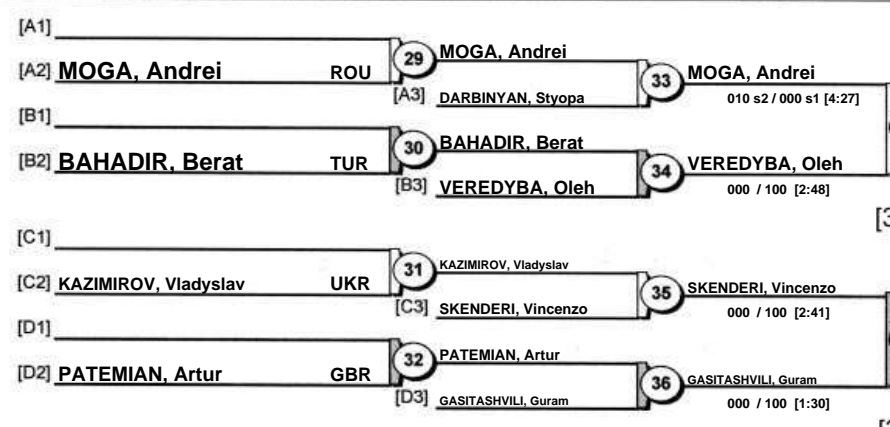 [A1]
[A2] MOGA, Andrei ROU
29
MOGA, Andrei
[A3] DARBINYAN, Styopa
33
MOGA, Andrei
010 s2 / 000 s1 [4:27]
[B1]
[B2] BAHADIR, Berat TUR
30
BAHADIR, Berat
[B3] VEREDYBA, Oleh
34
VEREDYBA, Oleh
000 / 100 [2:48]
[C1]
[C2] KAZIMIROV, Vladyslav UKR
31
KAZIMIROV, Vladyslav
[C3] SKENDERI, Vincenzo
35
SKENDERI, Vincenzo
000 / 100 [2:41]
[D1]
[D2] PATEMIAN, Artur GBR
32
PATEMIAN, Artur
[D3] GASITASHVILI, Guram
36
GASITASHVILI, Guram
000 / 100 [1:30]